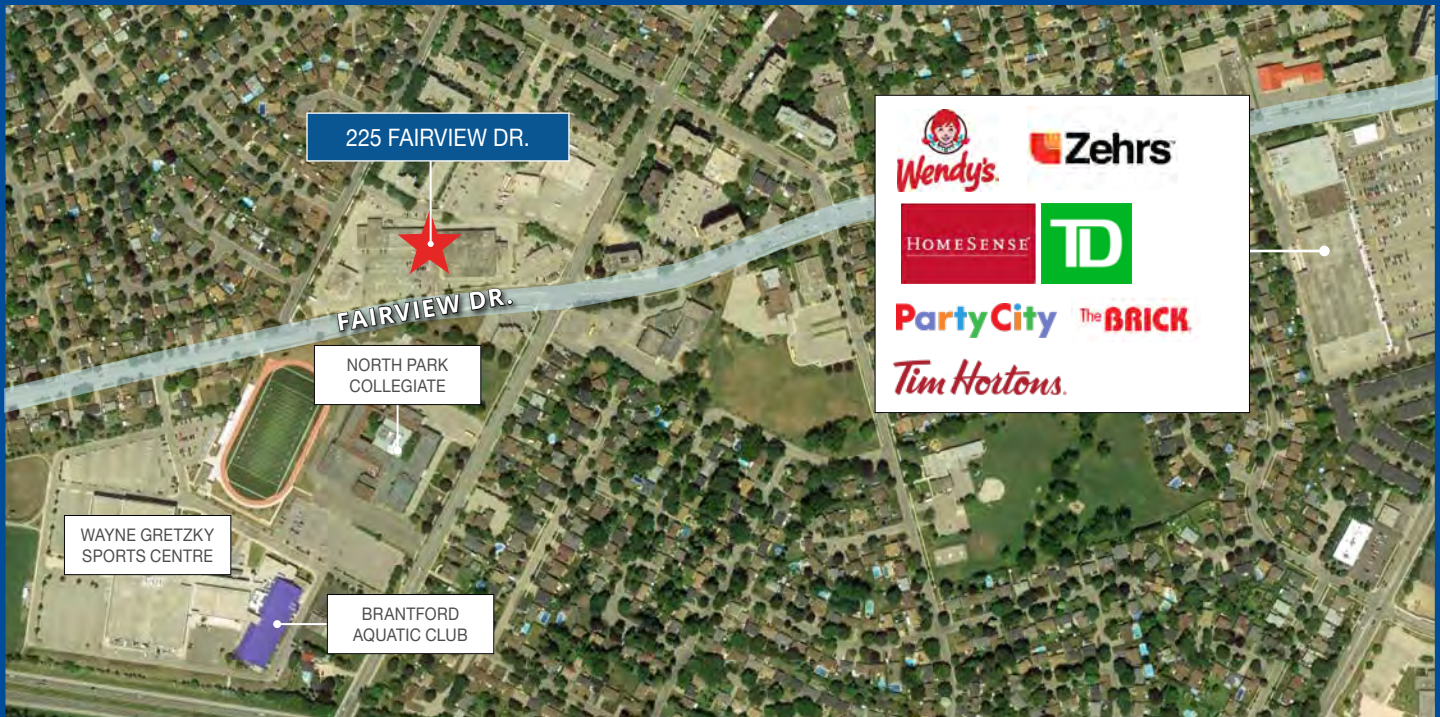 225 FAIRVIEW DR.
Wendy's
Zehrs
HOMESENSE
TD
FAIRVIEW DR.
Party City
The BRICK
NORTH PARK
COLLEGIATE
Tim Hortons.
WAYNE GRETZKY
SPORTS CENTRE
BRANTFORD
AQUATIC CLUB